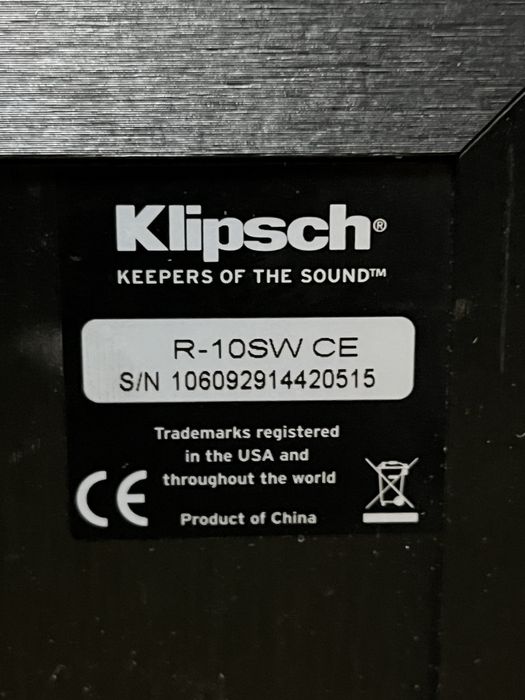 Klipsch®
KEEPERS OF THE SOUND™
R-10SW CE
S/N 106092914420515
Trademarks registered
in the USA and
throughout the world
CE
Product of China